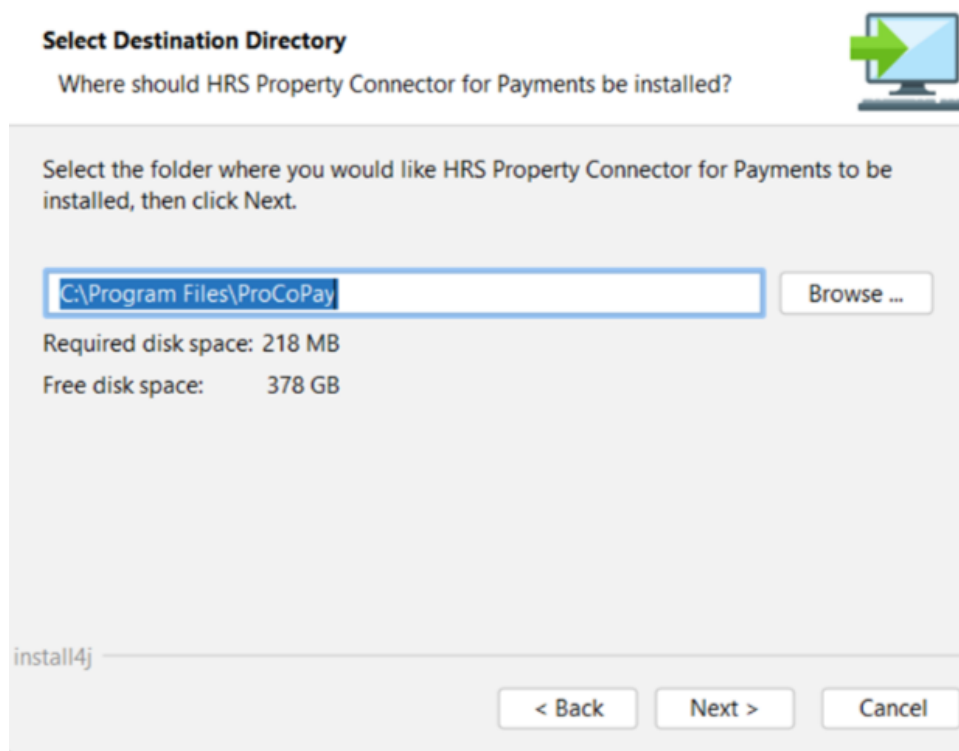 Select Destination Directory
Where should HRS Property Connector for Payments be installed?
Select the folder where you would like HRS Property Connector for Payments to be
installed, then click Next.
C:\Program Files\ProCoPay
Browse ...
Required disk space: 218 MB
Free disk space: 378 GB
install4j
< Back Next > Cancel